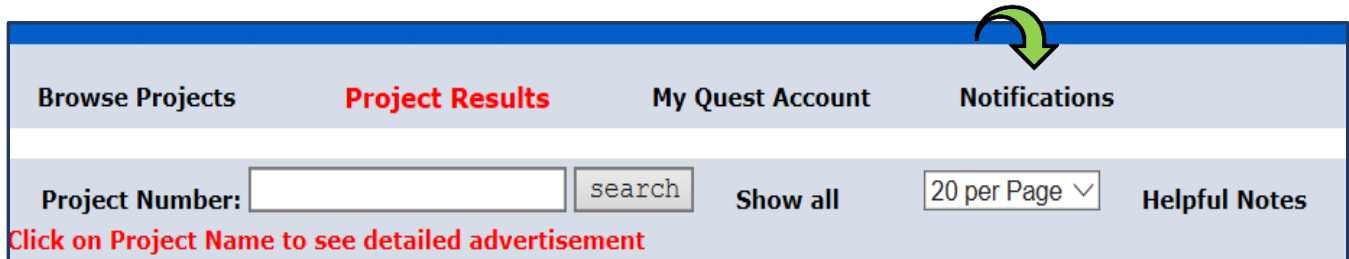 Browse Projects Project Results My Quest Account Notifications
Project Number: search Show all 20 per Page Helpful Notes
Click on Project Name to see detailed advertisement